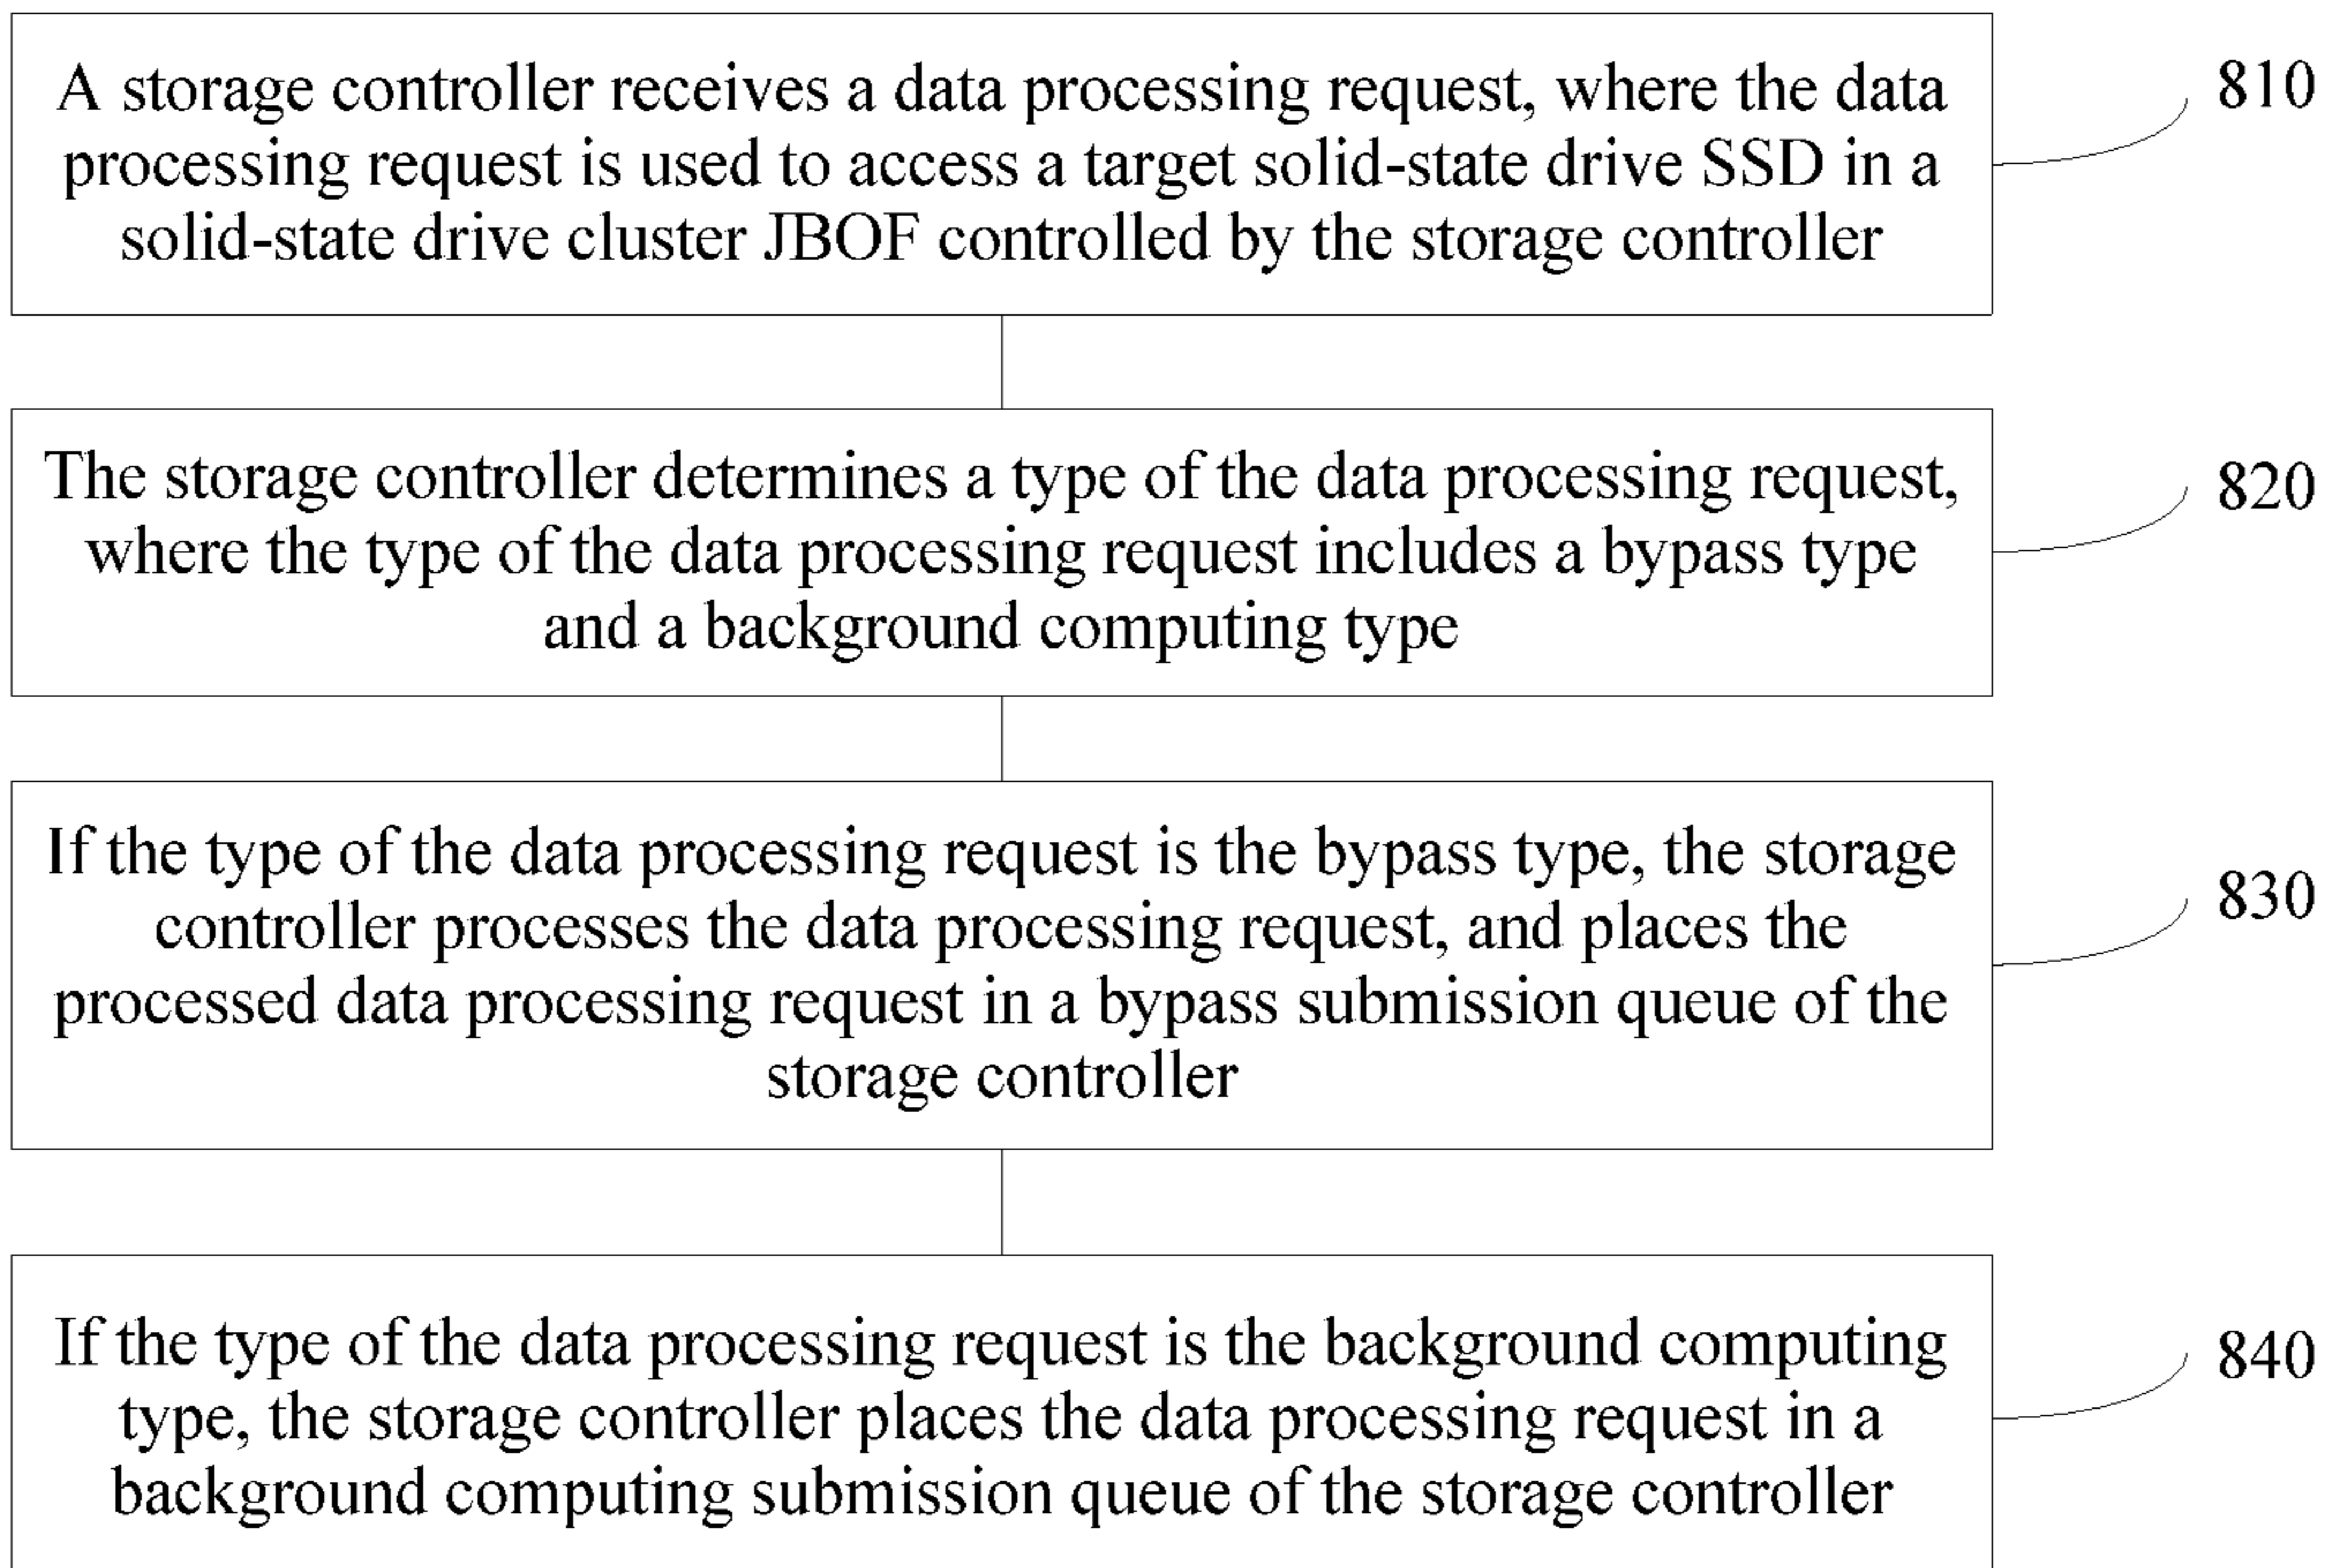 A storage controller receives a data processing request, where the data
processing request is used to access a target solid-state drive SSD in a
solid-state drive cluster JBOF controlled by the storage controller
810
The storage controller determines a type of the data processing request,
where the type of the data processing request includes a bypass type
and a background computing type
820
If the type of the data processing request is the bypass type, the storage
controller processes the data processing request, and places the
processed data processing request in a bypass submission queue of the
storage controller
830
If the type of the data processing request is the background computing
type, the storage controller places the data processing request in a
background computing submission queue of the storage controller
840